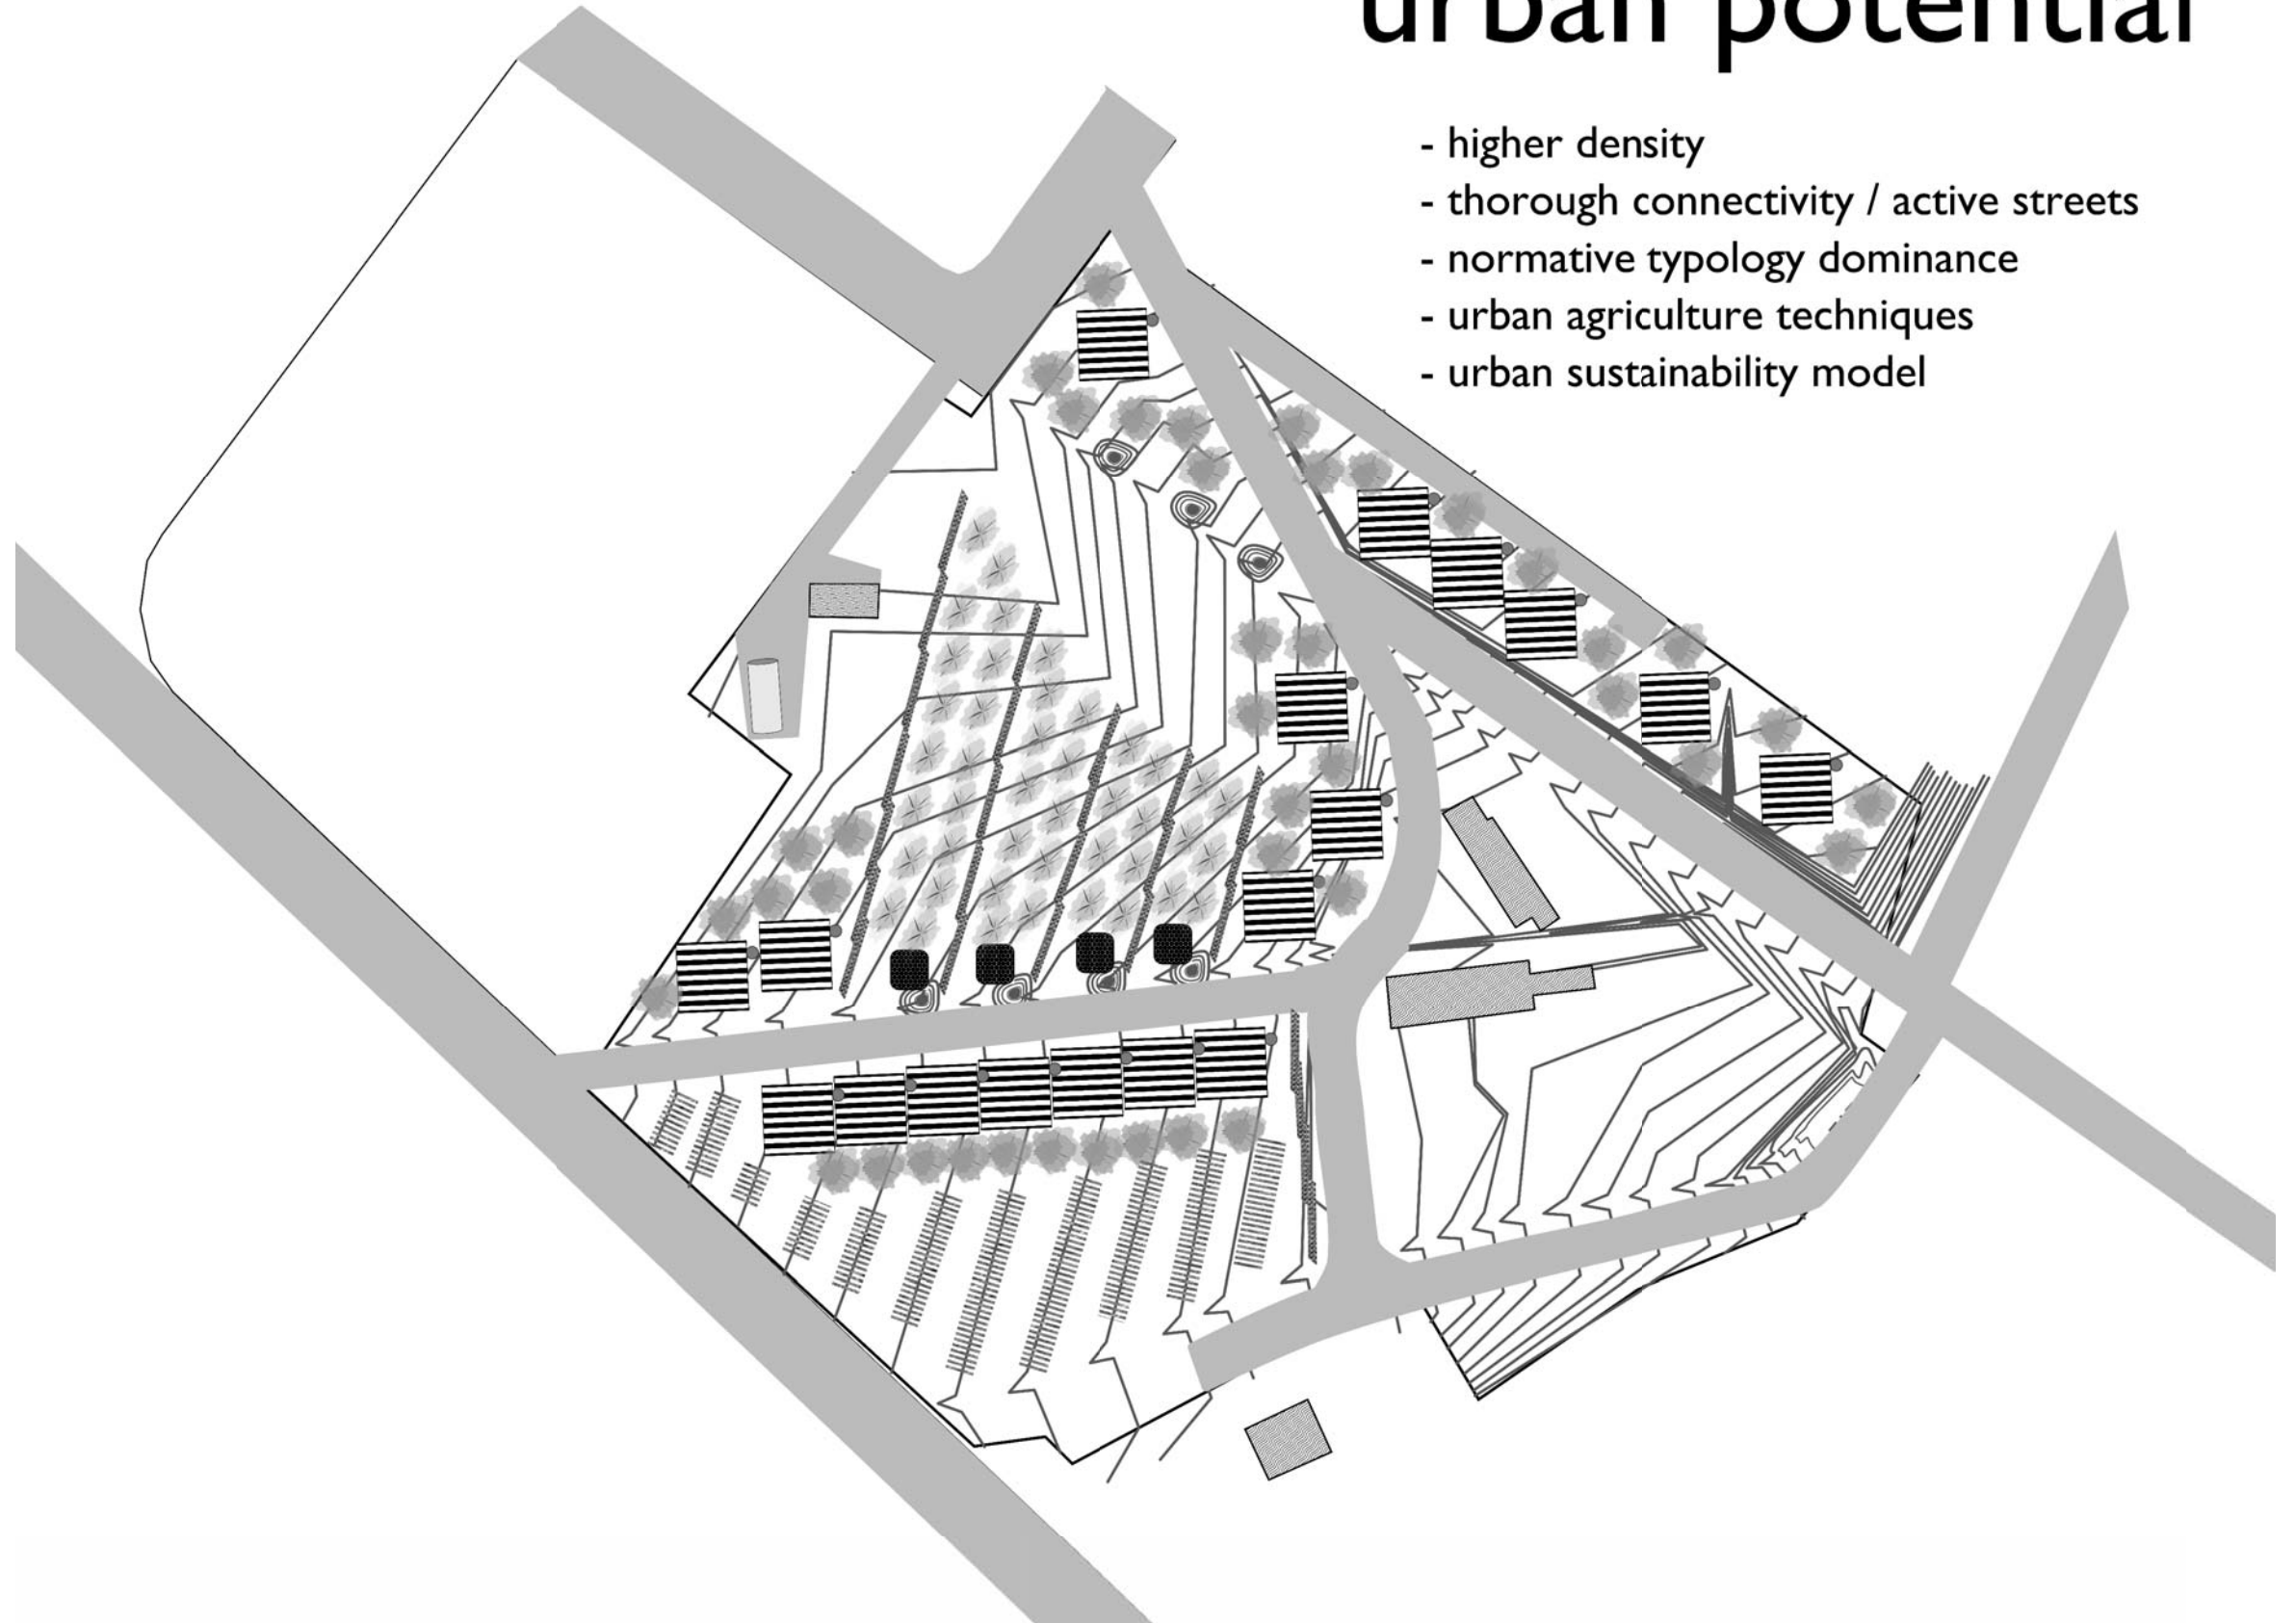 urban potential
- higher density
- thorough connectivity / active streets
- normative typology dominance
- urban agriculture techniques
- urban sustainability model